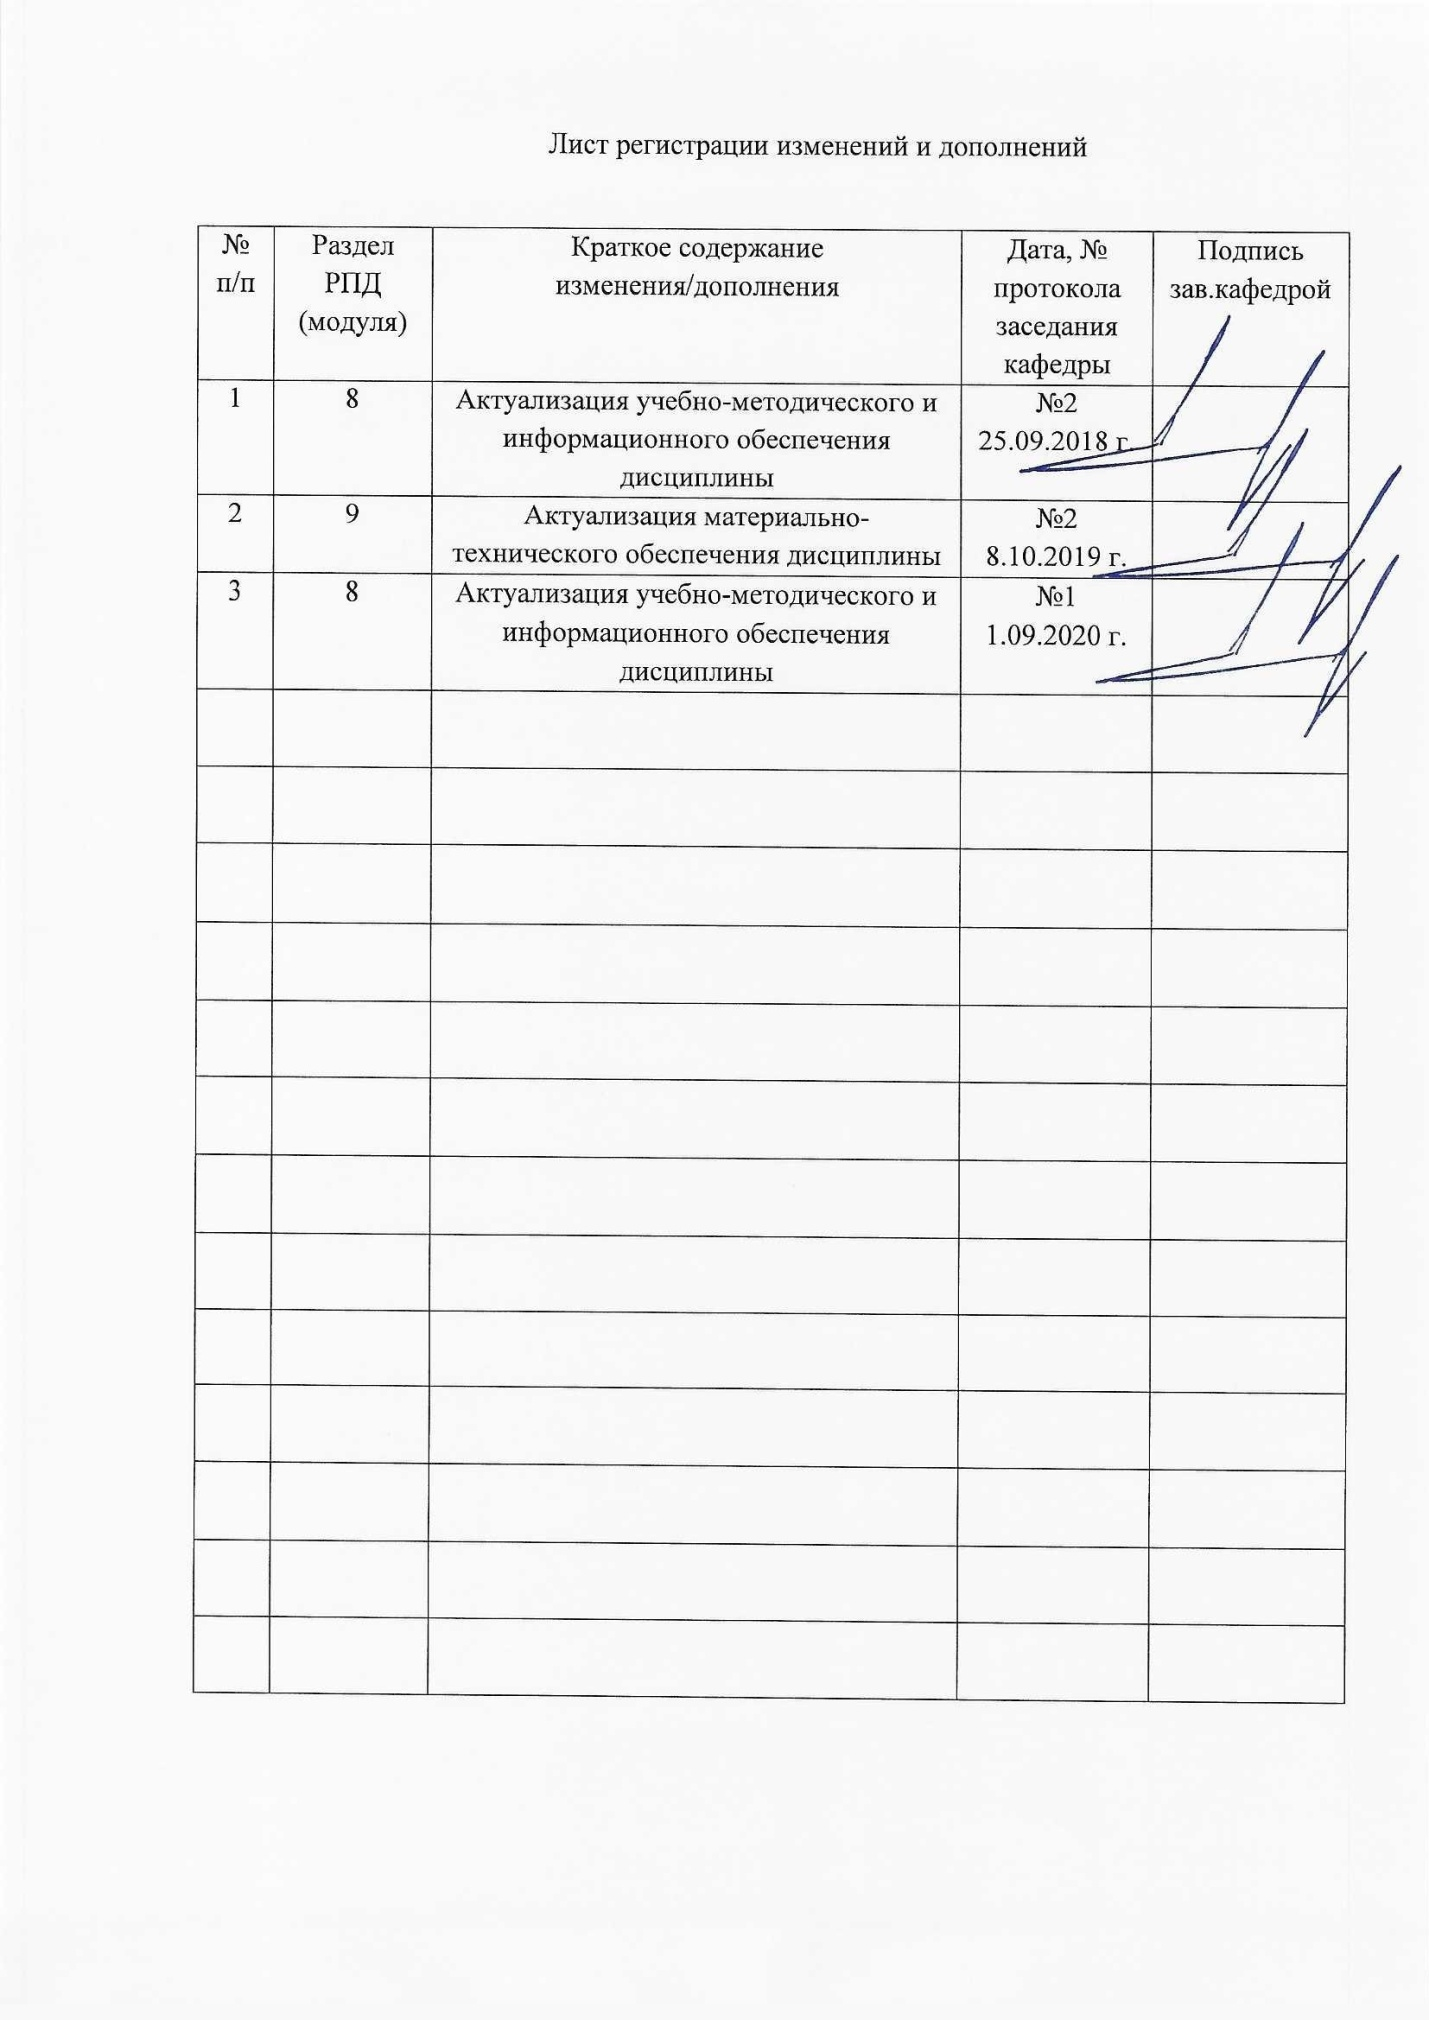 Лист регистрации изменений и дополнений
№
п/п
Раздел
РПД
(модуля)
Краткое содержание
изменения/дополнения
Дата, №
протокола
заседания
кафедры
Подпись
зав.кафедрой
1
8
Актуализация учебно-методического и
информационного обеспечения
дисциплины
№2
25.09.2018 г.
2
9
Актуализация материально-
технического обеспечения дисциплины
№2
8.10.2019 г.
3
8
Актуализация учебно-методического и
информационного обеспечения
дисциплины
№1
1.09.2020 г.